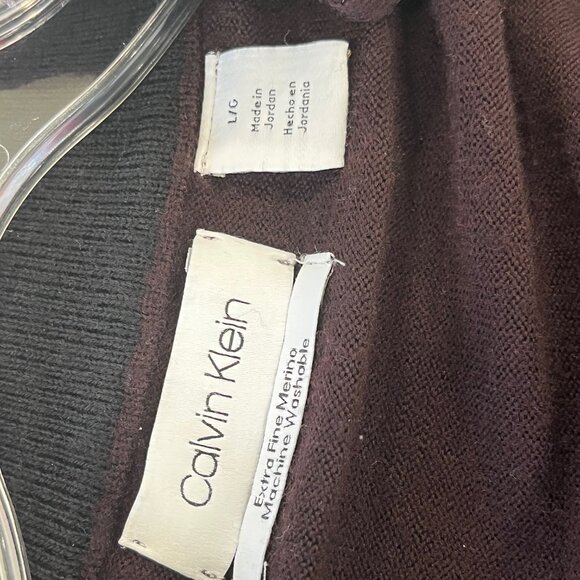 L/G
Made in
Jordan
Hecho en
Jordania
Calvin Klein
Extra Fine Merino
Machine Washable